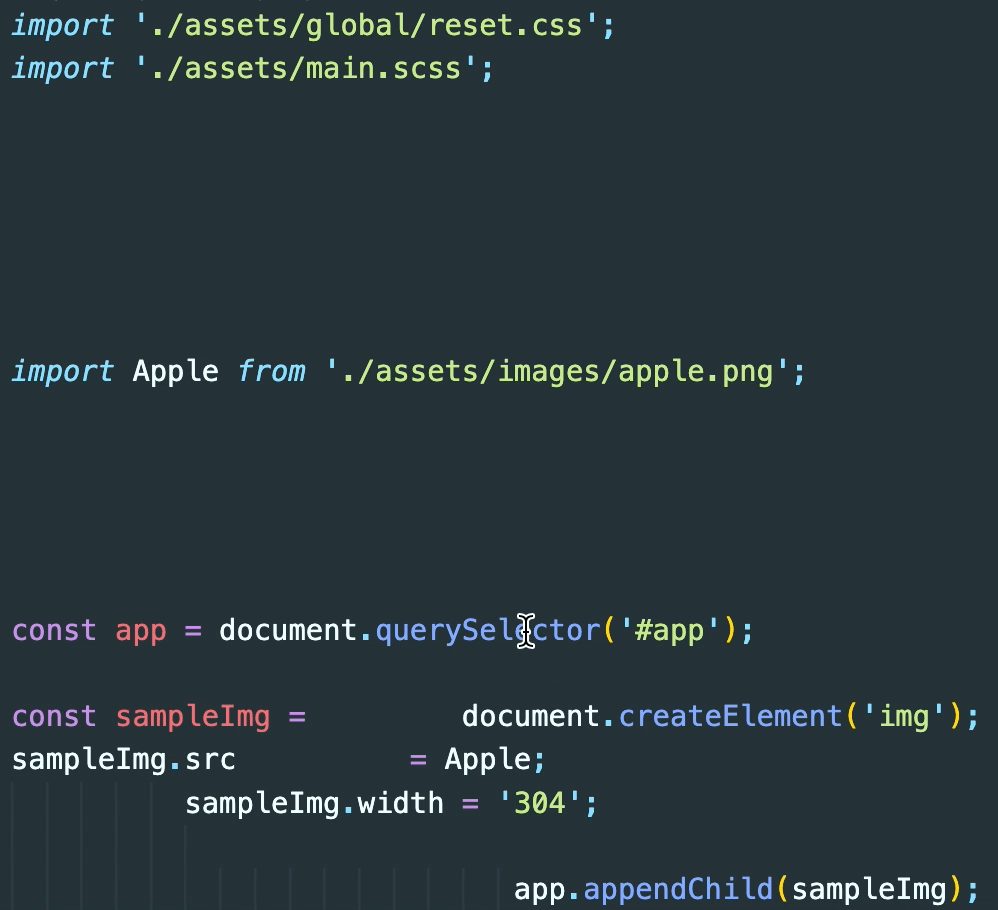 import './assets/global/reset.css';
import './assets/main.scss';
import Apple from './assets/images/apple.png';
const app = document.querySelector('#app');
const sampleImg =         document.createElement('img');
sampleImg.src          = Apple;
          sampleImg.width = '304';
                             app.appendChild(sampleImg);